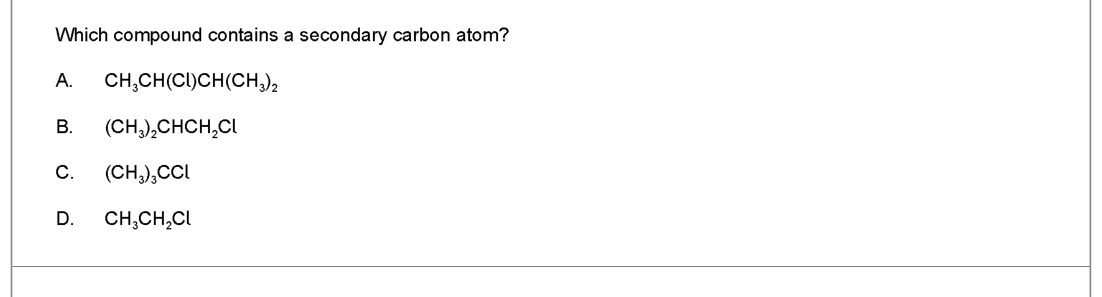 Which compound contains a secondary carbon atom?
A. CH₃CH(Cl)CH(CH₃)₂
B. (CH₃)₂CHCH₂Cl
C. (CH₃)₃CCl
D. CH₃CH₂Cl